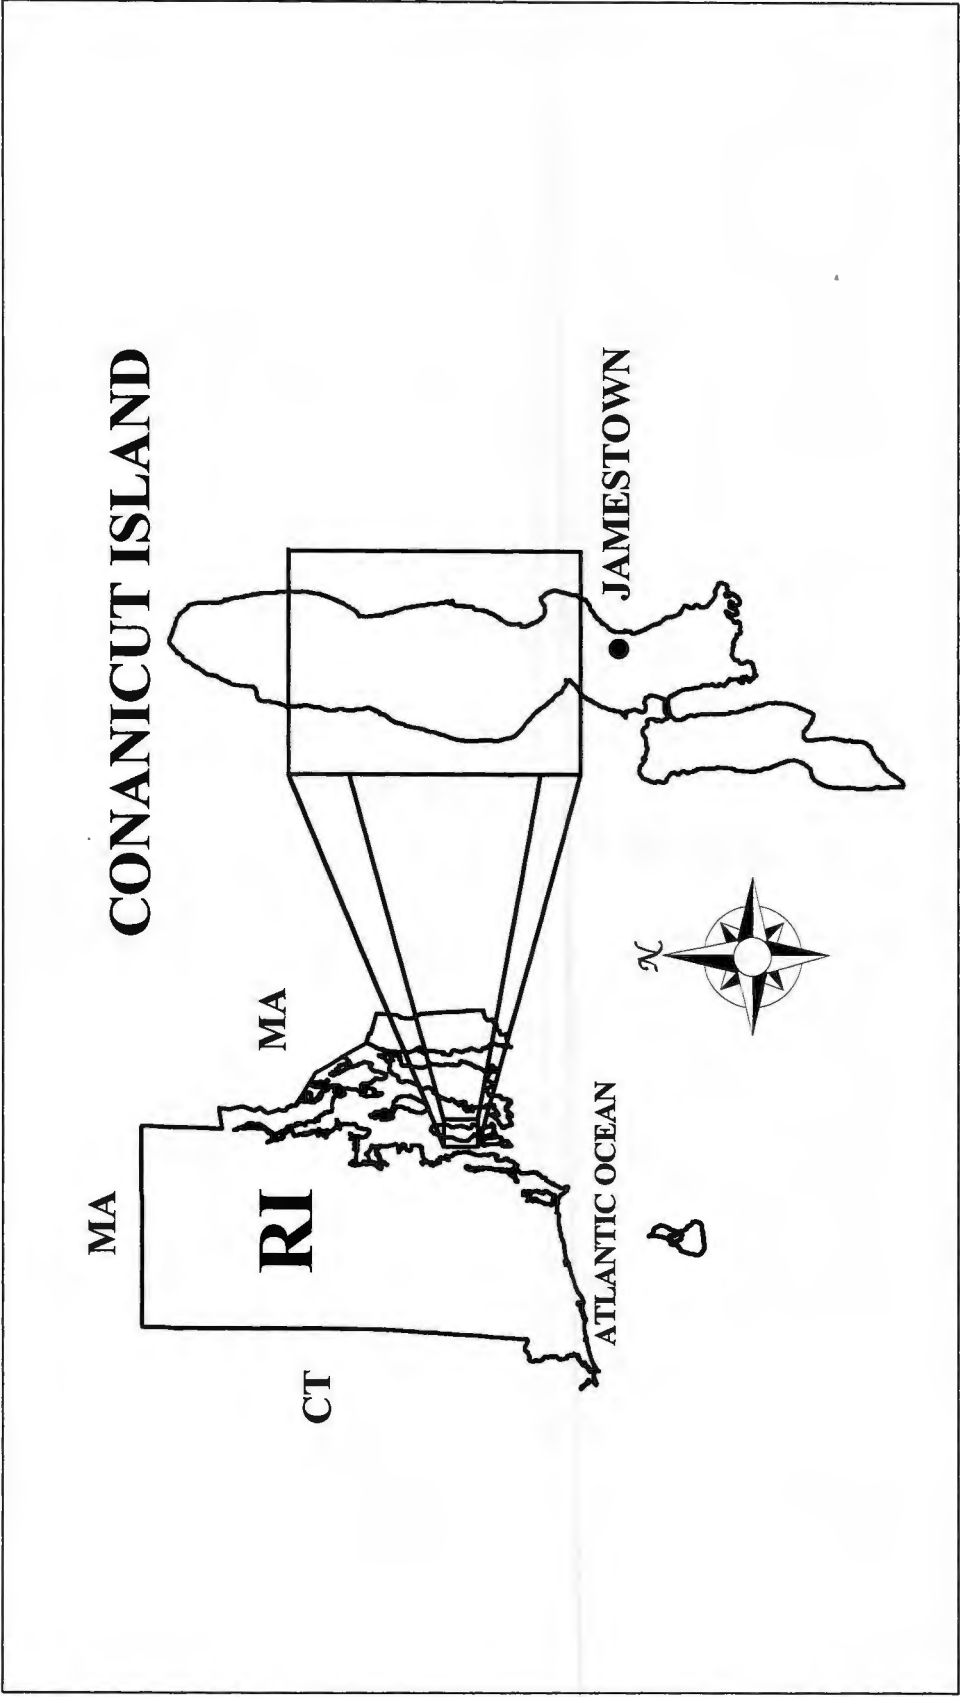 CONANICUT ISLAND
MA
MA
RI
CT
JAMESTOWN
ATLANTIC OCEAN
N